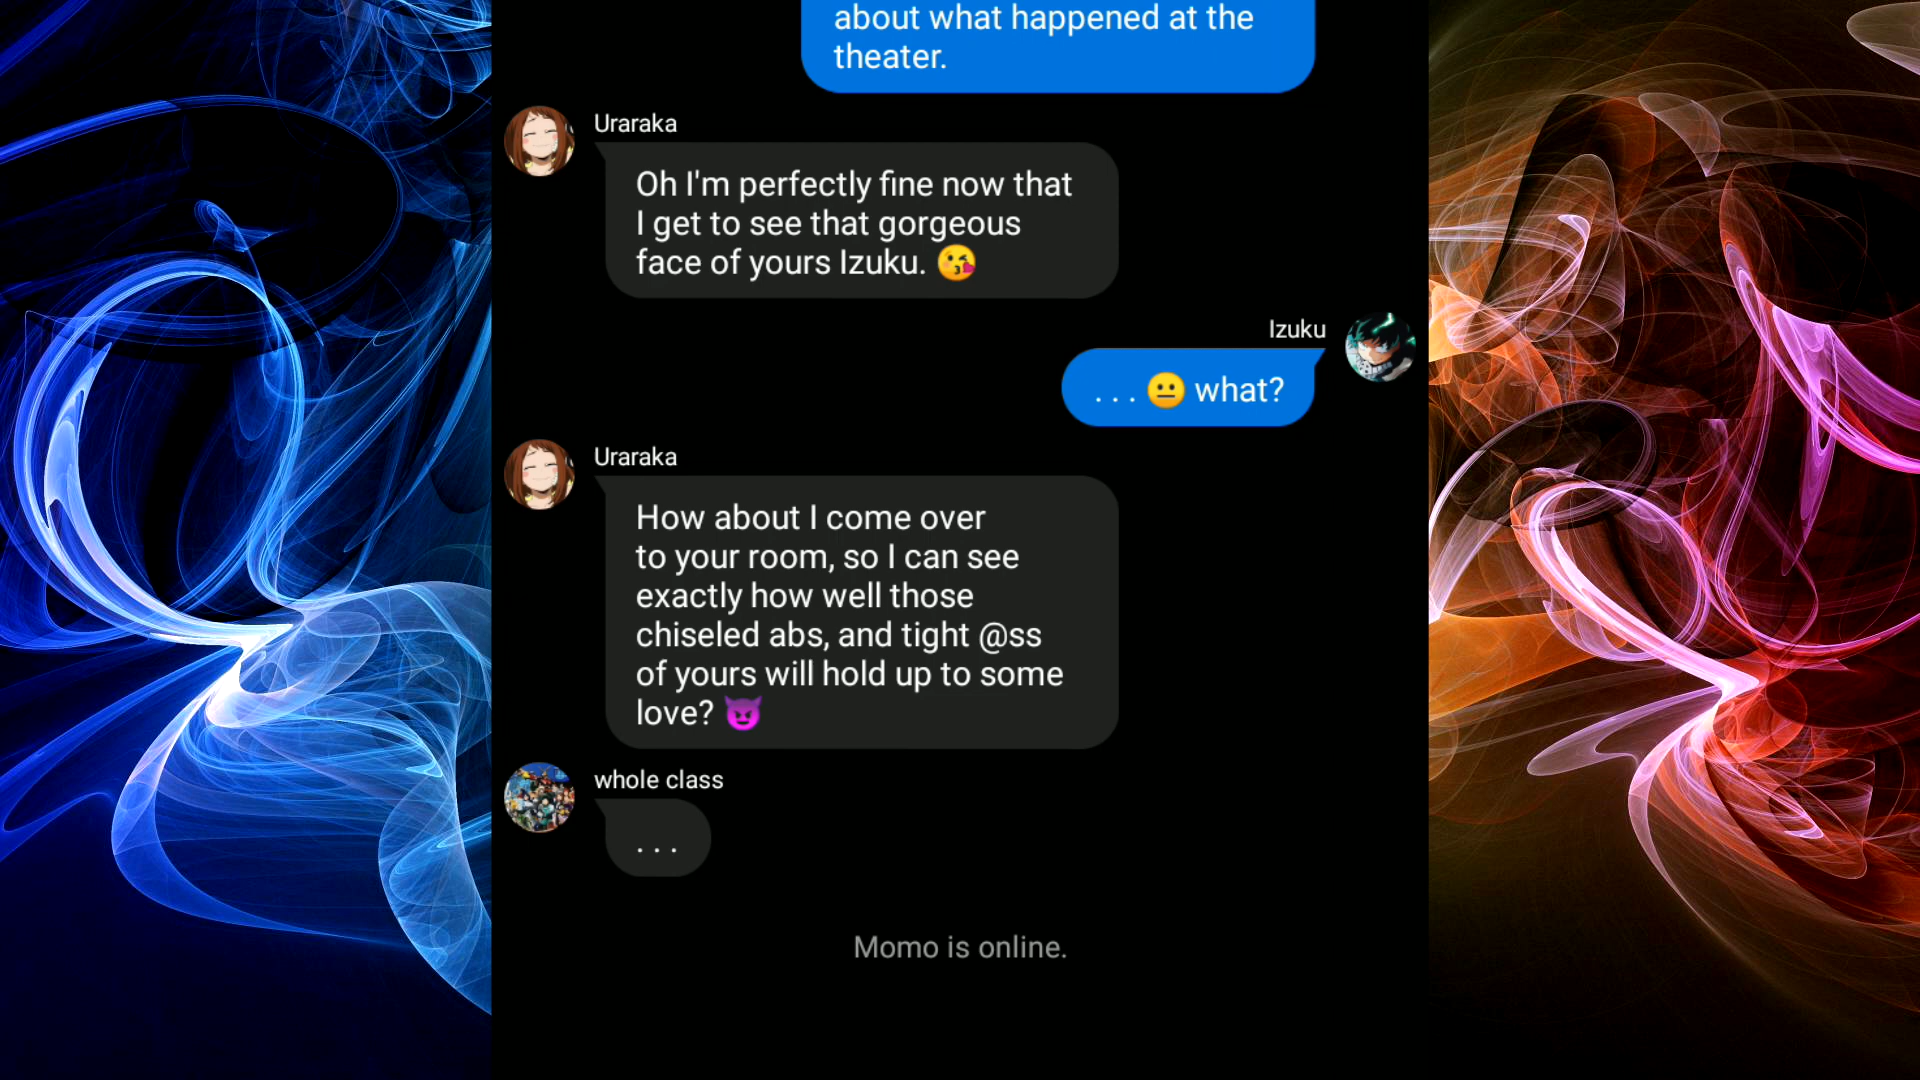 about what happened at the
theater.
Uraraka
Oh I'm perfectly fine now that
I get to see that gorgeous
face of yours Izuku. 😘
Izuku
. . . 😐 what?
Uraraka
How about I come over
to your room, so I can see
exactly how well those
chiseled abs, and tight @ss
of yours will hold up to some
love? 😈
whole class
. . .
Momo is online.